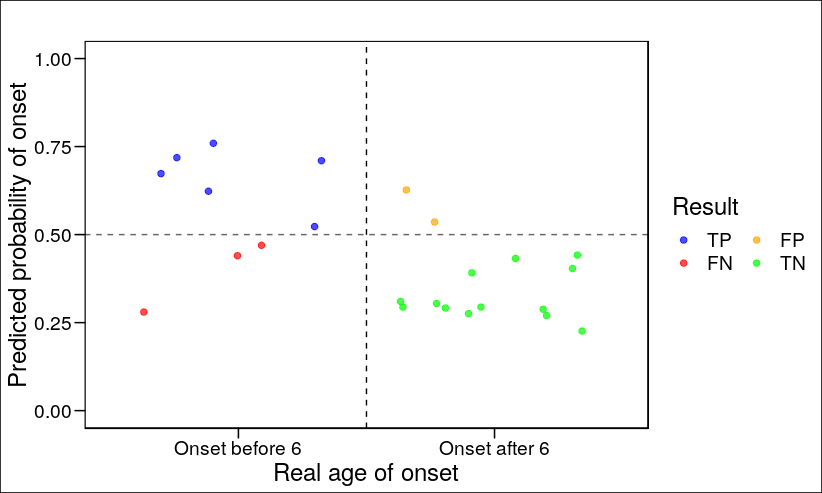 Predicted probability of onset
1.00
0.75
0.50
0.25
0.00
Onset before 6 Onset after 6
Real age of onset
Result
TP FP
FN TN